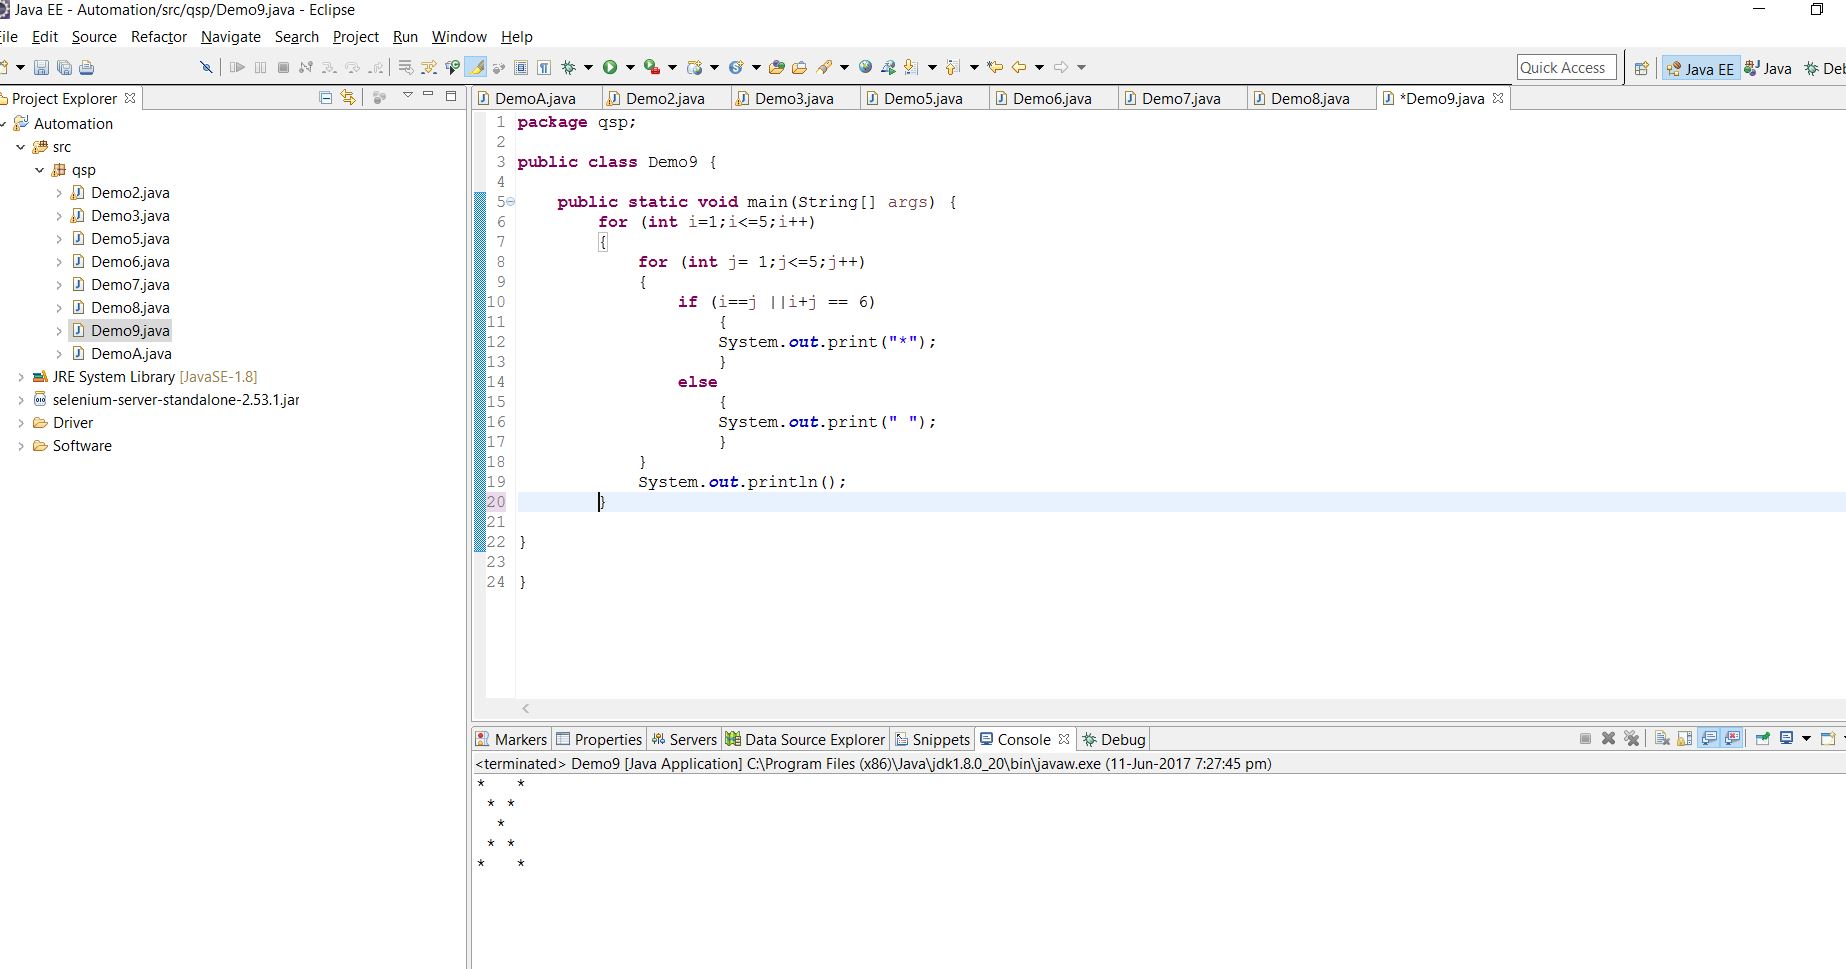 Java EE - Automation/src/qsp/Demo9.java - Eclipse
ile Edit Source Refactor Navigate Search Project Run Window Help
Quick Access Java EE Java Deb
Project Explorer
Automation
src
qsp
Demo2.java
Demo3.java
Demo5.java
Demo6.java
Demo7.java
Demo8.java
Demo9.java
DemoA.java
JRE System Library [JavaSE-1.8]
selenium-server-standalone-2.53.1.jar
Driver
Software
DemoA.java Demo2.java Demo3.java Demo5.java Demo6.java Demo7.java Demo8.java *Demo9.java
1 package qsp;
2
3 public class Demo9 {
4
5 public static void main(String[] args) {
6 for (int i=1;i<=5;i++)
7 {
8 for (int j= 1;j<=5;j++)
9 {
10 if (i==j ||i+j == 6)
11 {
12 System.out.print("*");
13 }
14 else
15 {
16 System.out.print(" ");
17 }
18 }
19 System.out.println();
20 }
21
22 }
23
24 }
Markers Properties Servers Data Source Explorer Snippets Console Debug
<terminated> Demo9 [Java Application] C:\Program Files (x86)\Java\jdk1.8.0_20\bin\javaw.exe (11-Jun-2017 7:27:45 pm)
*   *
 * *
  *
 * *
*   *